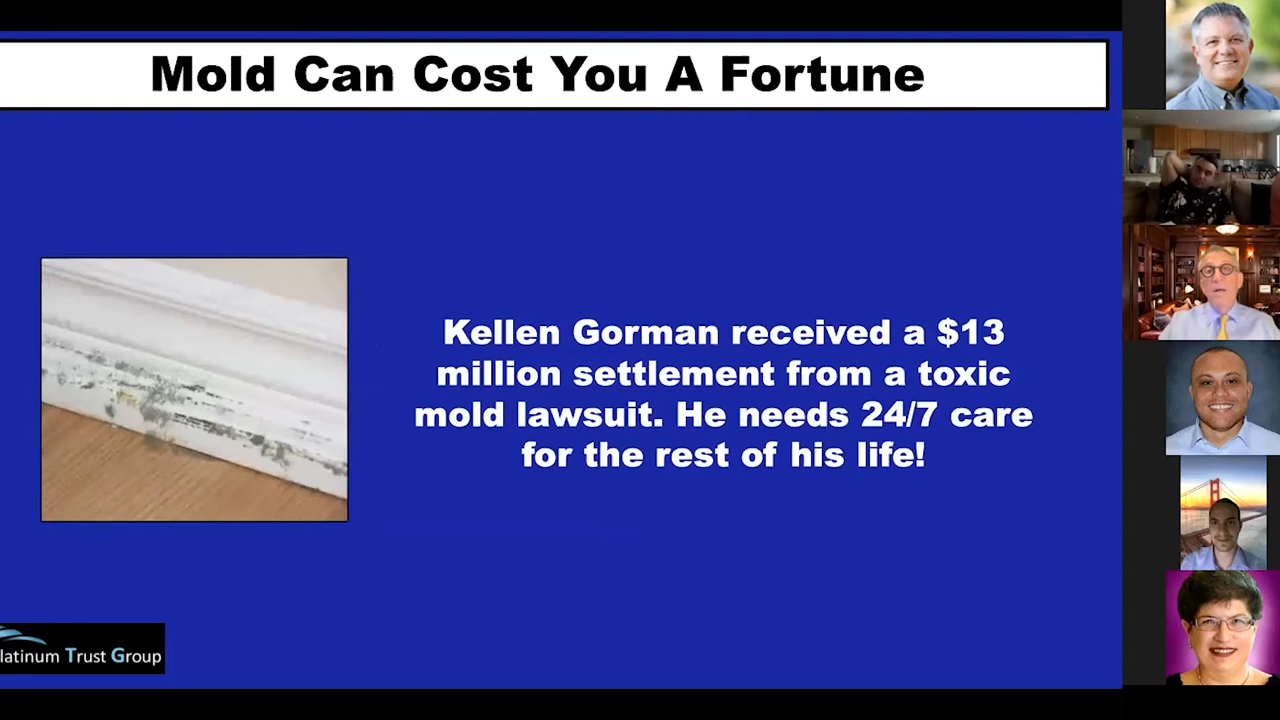 Mold Can Cost You A Fortune
Kellen Gorman received a $13
million settlement from a toxic
mold lawsuit. He needs 24/7 care
for the rest of his life!
latinum Trust Group